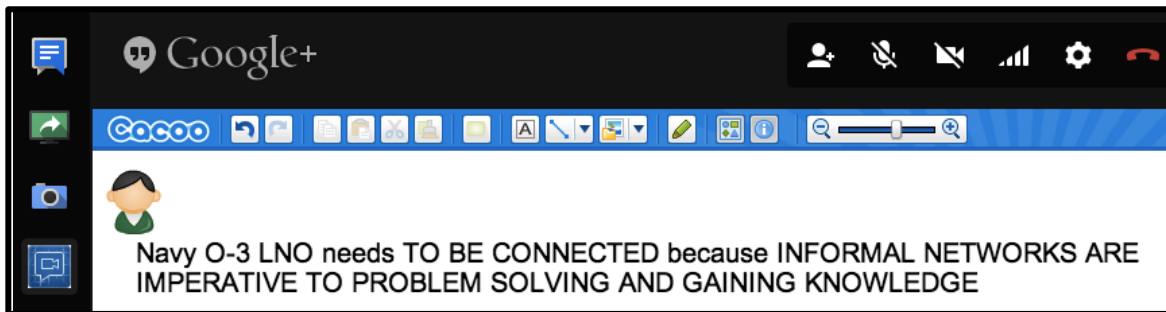 Google+
Cacoo
A
Navy O-3 LNO needs TO BE CONNECTED because INFORMAL NETWORKS ARE
IMPERATIVE TO PROBLEM SOLVING AND GAINING KNOWLEDGE